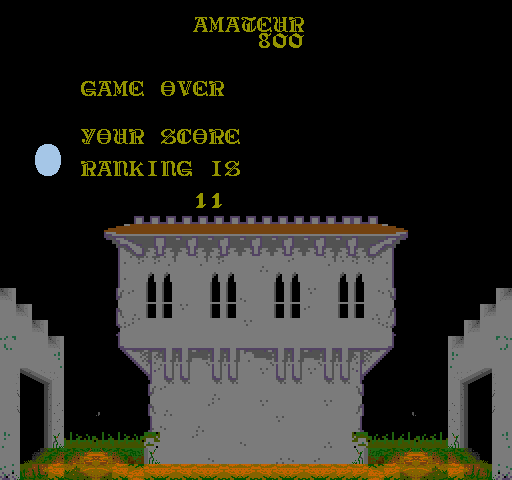 AMATEUR
800
GAME OVER
YOUR SCORE
RANKING IS
11